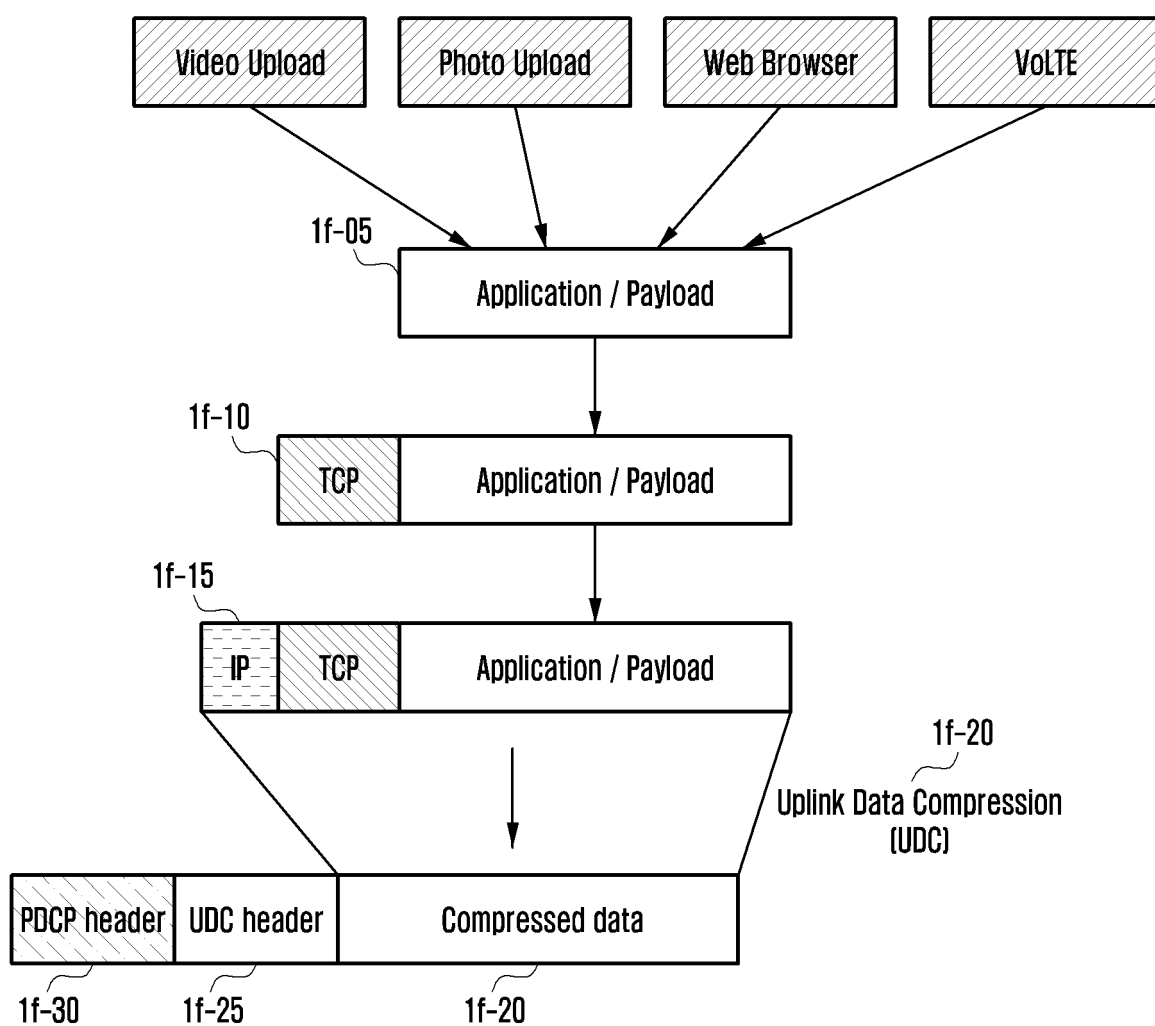 Video Upload
Photo Upload
Web Browser
VoLTE
1f-05
Application / Payload
1f-10
TCP
Application / Payload
1f-15
IP
TCP
Application / Payload
1f-20
Uplink Data Compression
(UDC)
PDCP header
UDC header
Compressed data
1f-30
1f-25
1f-20